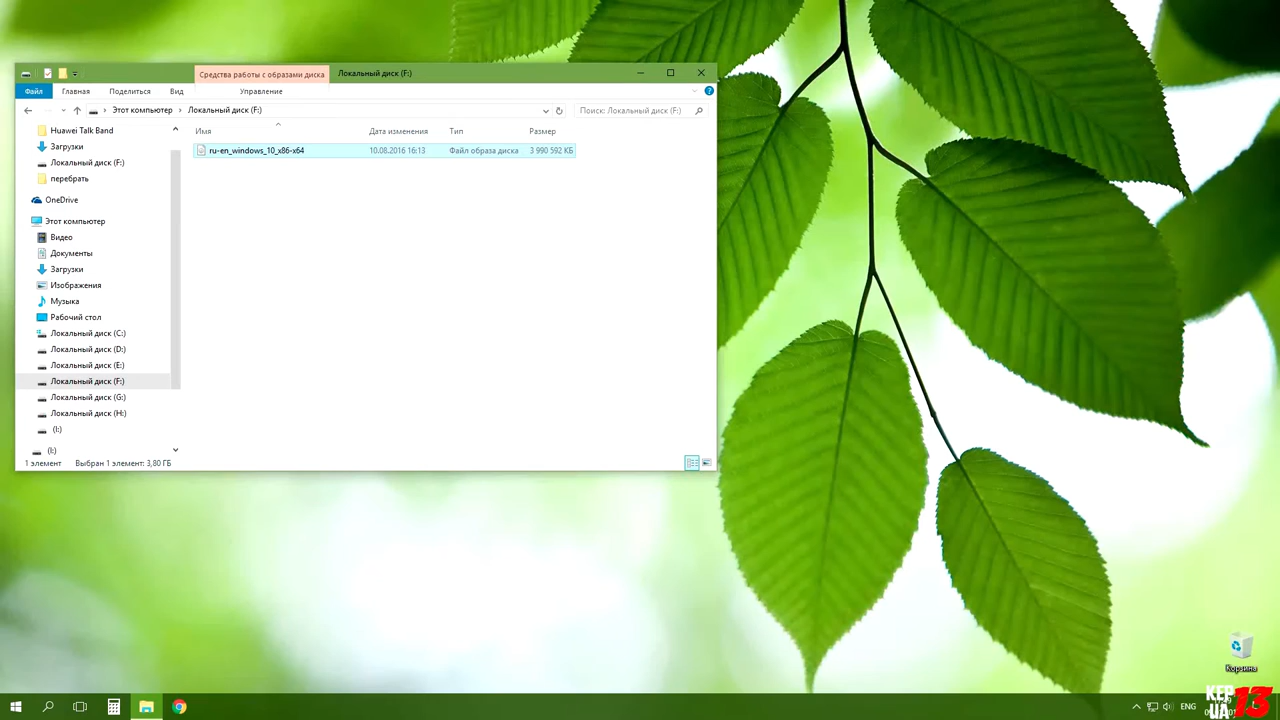 Средства работы с образами диска
Локальный диск (F:)
Файл
Главная
Поделиться
Вид
Управление
Этот компьютер
Локальный диск (F:)
Поиск: Локальный диск (F:)
Huawei Talk Band
Загрузки
Локальный диск (F:)
перебрать
OneDrive
Этот компьютер
Видео
Документы
Загрузки
Изображения
Музыка
Рабочий стол
Локальный диск (C:)
Локальный диск (D:)
Локальный диск (E:)
Локальный диск (F:)
Локальный диск (G:)
Локальный диск (H:)
(I:)
(I:)
Имя
Дата изменения
Тип
Размер
ru-en_windows_10_x86-x64
10.08.2016 16:13
Файл образа диска
3 990 592 КБ
1 элемент
Выбран 1 элемент: 3,80 ГБ
Корзина
ENG
KEP
UA
13